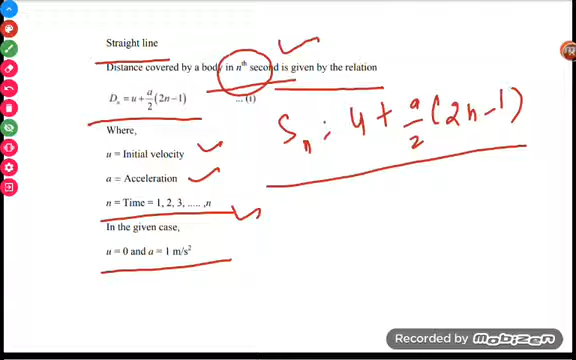 Straight line
Distance covered by a body in nᵗʰ second is given by the relation
Dₙ = u + a/2 (2n−1) ... (1)
Sₙ : u + a/2 (2n-1)
Where,
u = Initial velocity
a = Acceleration
n = Time = 1, 2, 3, ..... ,n
In the given case,
u = 0 and a = 1 m/s²
Recorded by mobizen